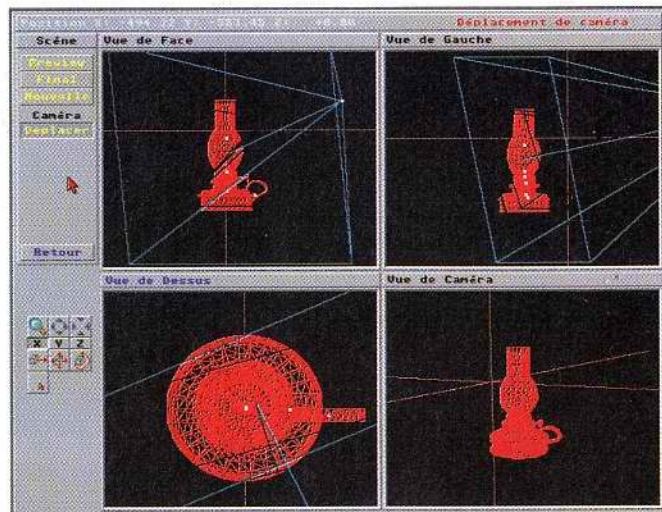 Déplacement de caméra
Scéne
Vue de Face
Vue de Gauche
Preview
Final
Nouvelle
Caméra
Déplacer
Retour
Vue de Dessus
Vue de Caméra
X Y Z